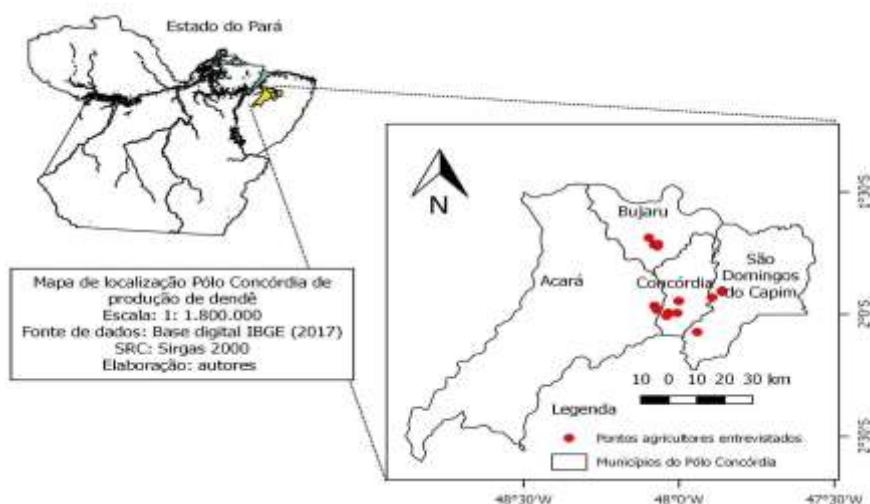 Estado do Pará
Mapa de localização Pólo Concórdia de
produção de dendê
Escala: 1: 1.800.000
Fonte de dados: Base digital IBGE (2017)
SRC: Sirgas 2000
Elaboração: autores
N
Bujaru
Acará
Concórdia
São
Domingos
do Capim
10 0 10 20 30 km
Legenda
Pontos agricultores entrevistados
Municípios do Pólo Concórdia
1°30'S
2°0'S
2°30'S
48°30'W
48°0'W
47°30'W